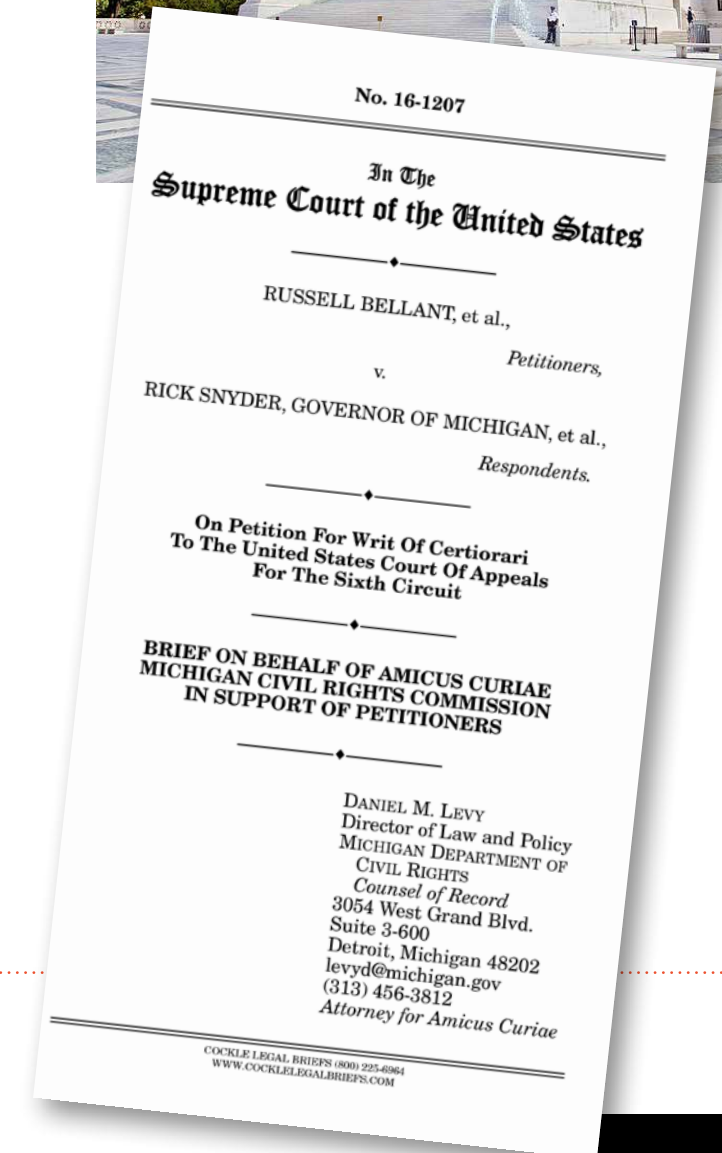 No. 16-1207
In The
Supreme Court of the United States
RUSSELL BELLANT, et al.,
Petitioners,
v.
RICK SNYDER, GOVERNOR OF MICHIGAN, et al.,
Respondents.
On Petition For Writ Of Certiorari
To The United States Court Of Appeals
For The Sixth Circuit
BRIEF ON BEHALF OF AMICUS CURIAE
MICHIGAN CIVIL RIGHTS COMMISSION
IN SUPPORT OF PETITIONERS
DANIEL M. LEVY
Director of Law and Policy
MICHIGAN DEPARTMENT OF
CIVIL RIGHTS
Counsel of Record
3054 West Grand Blvd.
Suite 3-600
Detroit, Michigan 48202
levyd@michigan.gov
(313) 456-3812
Attorney for Amicus Curiae
COCKLE LEGAL BRIEFS (800) 225-6964
WWW.COCKLELEGALBRIEFS.COM